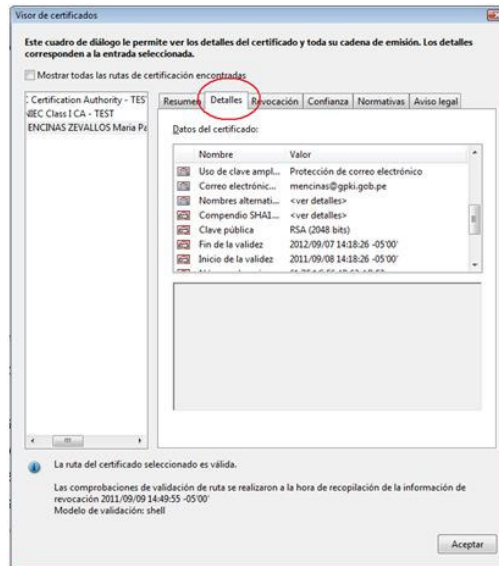 Visor de certificados
Este cuadro de diálogo le permite ver los detalles del certificado y toda su cadena de emisión. Los detalles
corresponden a la entrada seleccionada.
Mostrar todas las rutas de certificación encontradas
Certification Authority - TES
IEC Class I CA - TEST
ENCINAS ZEVALLOS Maria Pa
Resumen Detalles Revocación Confianza Normativas Aviso legal
Datos del certificado:
Nombre Valor
Uso de clave ampl... Protección de correo electrónico
Correo electrónic... mencinas@gpki.gob.pe
Nombres alternati... <ver detalles>
Compendio SHA1... <ver detalles>
Clave pública RSA (2048 bits)
Fin de la validez 2012/09/07 14:18:26 -05'00'
Inicio de la validez 2011/09/08 14:18:26 -05'00'
La ruta del certificado seleccionado es válida.
Las comprobaciones de validación de ruta se realizaron a la hora de recopilación de la información de
revocación 2011/09/09 14:49:55 -05'00'
Modelo de validación: shell
Aceptar